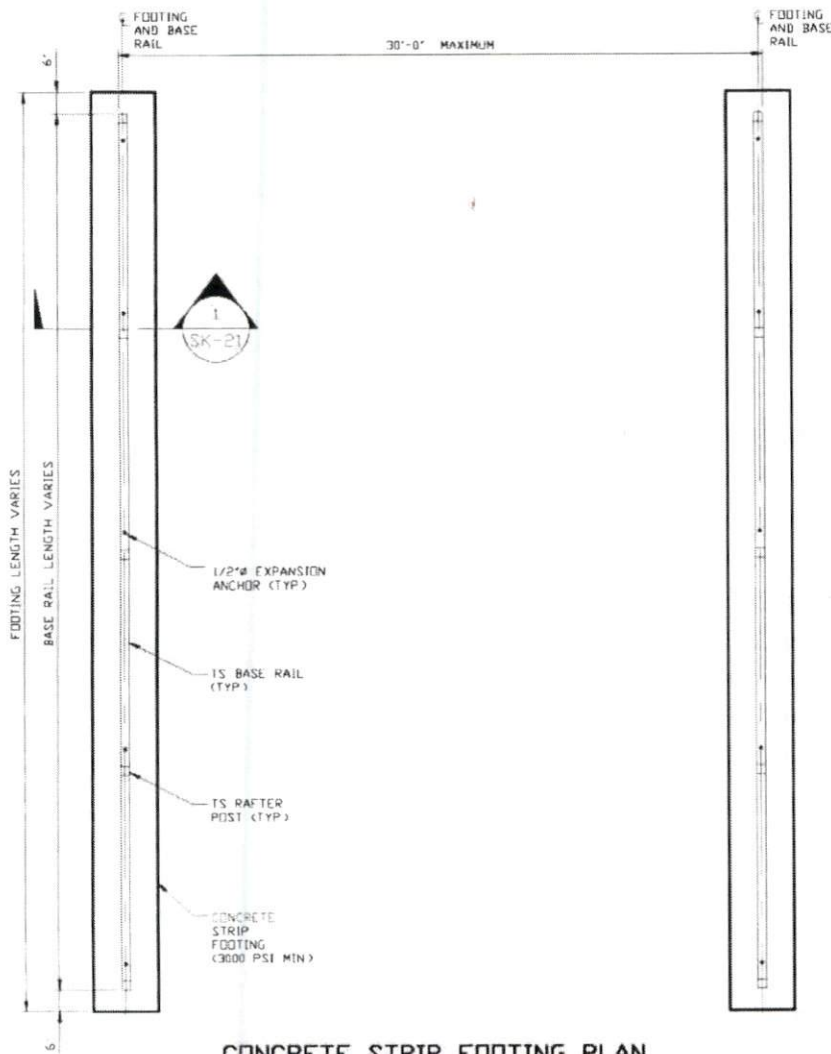 ℄ FOOTING
AND BASE
RAIL
30'-0" MAXIMUM
℄ FOOTING
AND BASE
RAIL
6"
FOOTING LENGTH VARIES
BASE RAIL LENGTH VARIES
1
SK-21
1/2"Ø EXPANSION
ANCHOR (TYP)
TS BASE RAIL
(TYP)
TS RAFTER
POST (TYP)
CONCRETE
STRIP
FOOTING
(3000 PSI MIN)
6
CONCRETE STRIP FOOTING PLAN